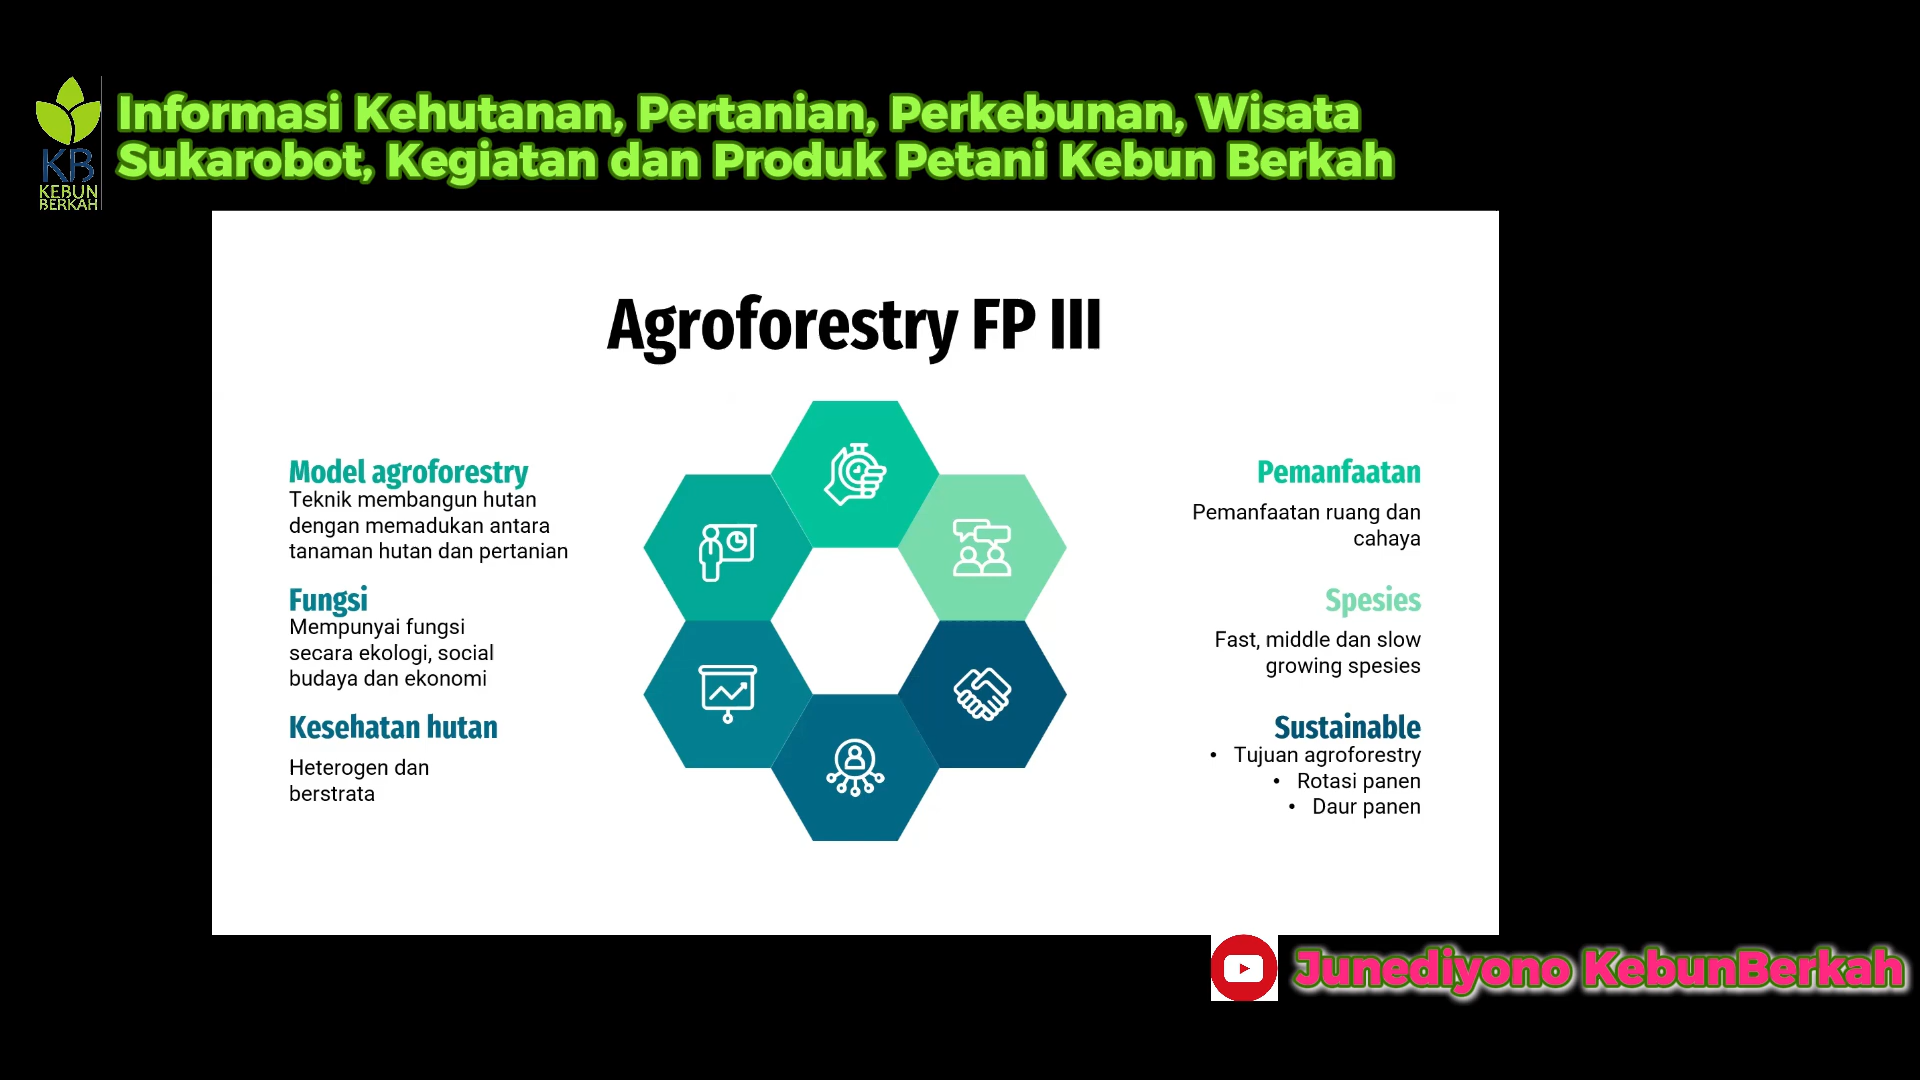 Informasi Kehutanan, Pertanian, Perkebunan, Wisata
Sukarobot, Kegiatan dan Produk Petani Kebun Berkah
KB
KEBUN
BERKAH
Agroforestry FP III
Model agroforestry
Teknik membangun hutan
dengan memadukan antara
tanaman hutan dan pertanian
Fungsi
Mempunyai fungsi
secara ekologi, social
budaya dan ekonomi
Kesehatan hutan
Heterogen dan
berstrata
Pemanfaatan
Pemanfaatan ruang dan
cahaya
Spesies
Fast, middle dan slow
growing spesies
Sustainable
• Tujuan agroforestry
• Rotasi panen
• Daur panen
Junediyono KebunBerkah